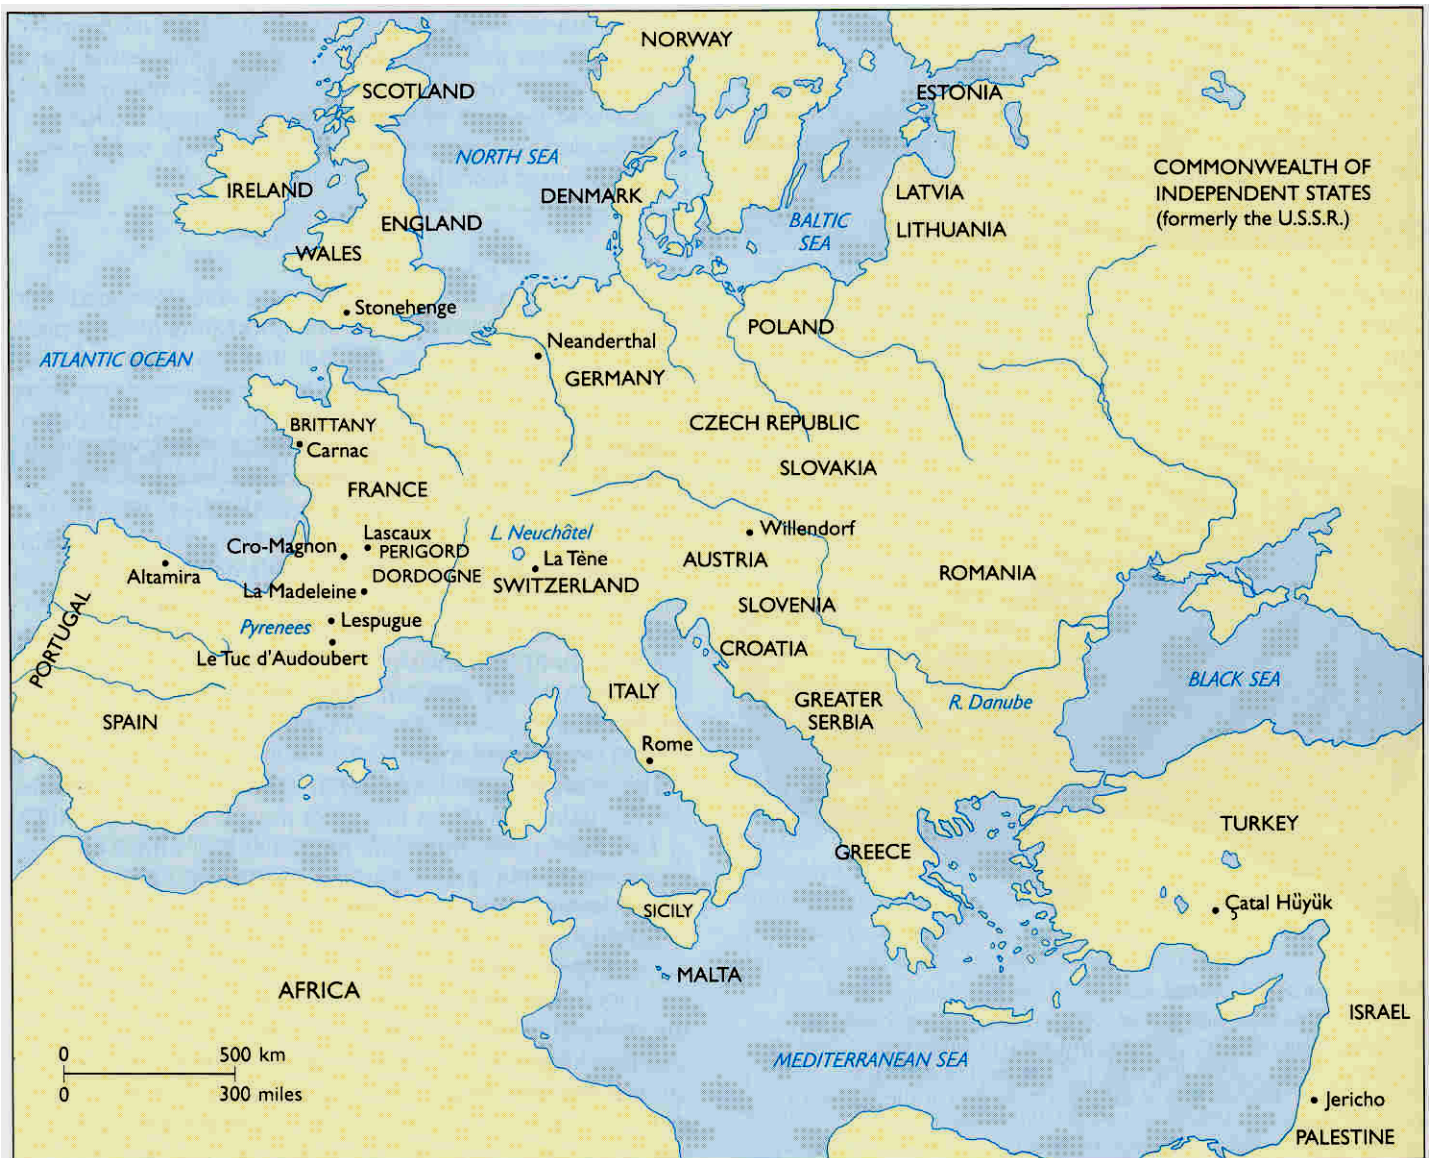 NORWAY
SCOTLAND
ESTONIA
NORTH SEA
COMMONWEALTH OF
INDEPENDENT STATES
(formerly the U.S.S.R.)
IRELAND
DENMARK
LATVIA
ENGLAND
BALTIC
SEA
LITHUANIA
WALES
Stonehenge
POLAND
Neanderthal
ATLANTIC OCEAN
GERMANY
BRITTANY
CZECH REPUBLIC
Carnac
SLOVAKIA
FRANCE
Lascaux
L. Neuchâtel
Willendorf
Cro-Magnon
PERIGORD
La Tène
AUSTRIA
Altamira
DORDOGNE
SWITZERLAND
ROMANIA
La Madeleine
SLOVENIA
Lespugue
Pyrenees
PORTUGAL
CROATIA
Le Tuc d'Audoubert
BLACK SEA
ITALY
GREATER
SERBIA
R. Danube
SPAIN
Rome
TURKEY
GREECE
Çatal Hüyük
SICILY
MALTA
AFRICA
ISRAEL
0 500 km
MEDITERRANEAN SEA
0 300 miles
Jericho
PALESTINE